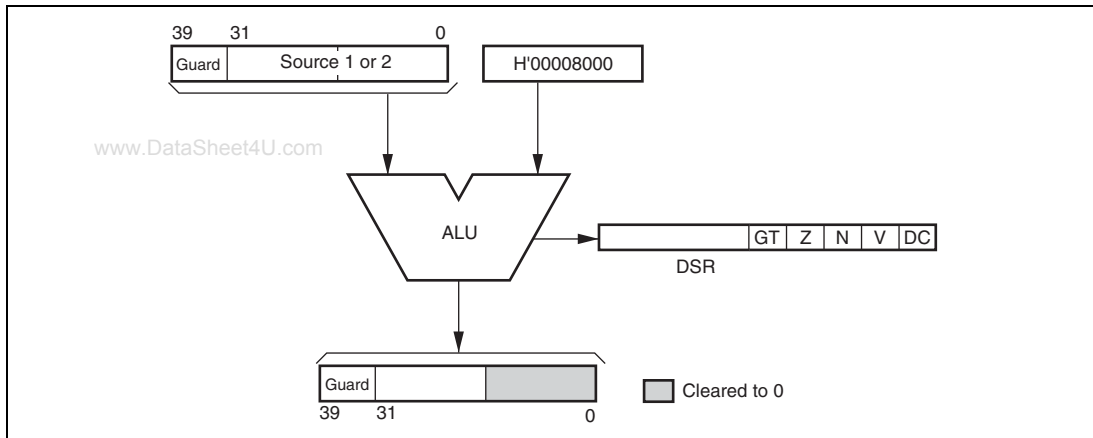 39 31 0
Guard Source 1 or 2 H'00008000
www.DataSheet4U.com
ALU
GT Z N V DC
DSR
Guard
Cleared to 0
39 31 0